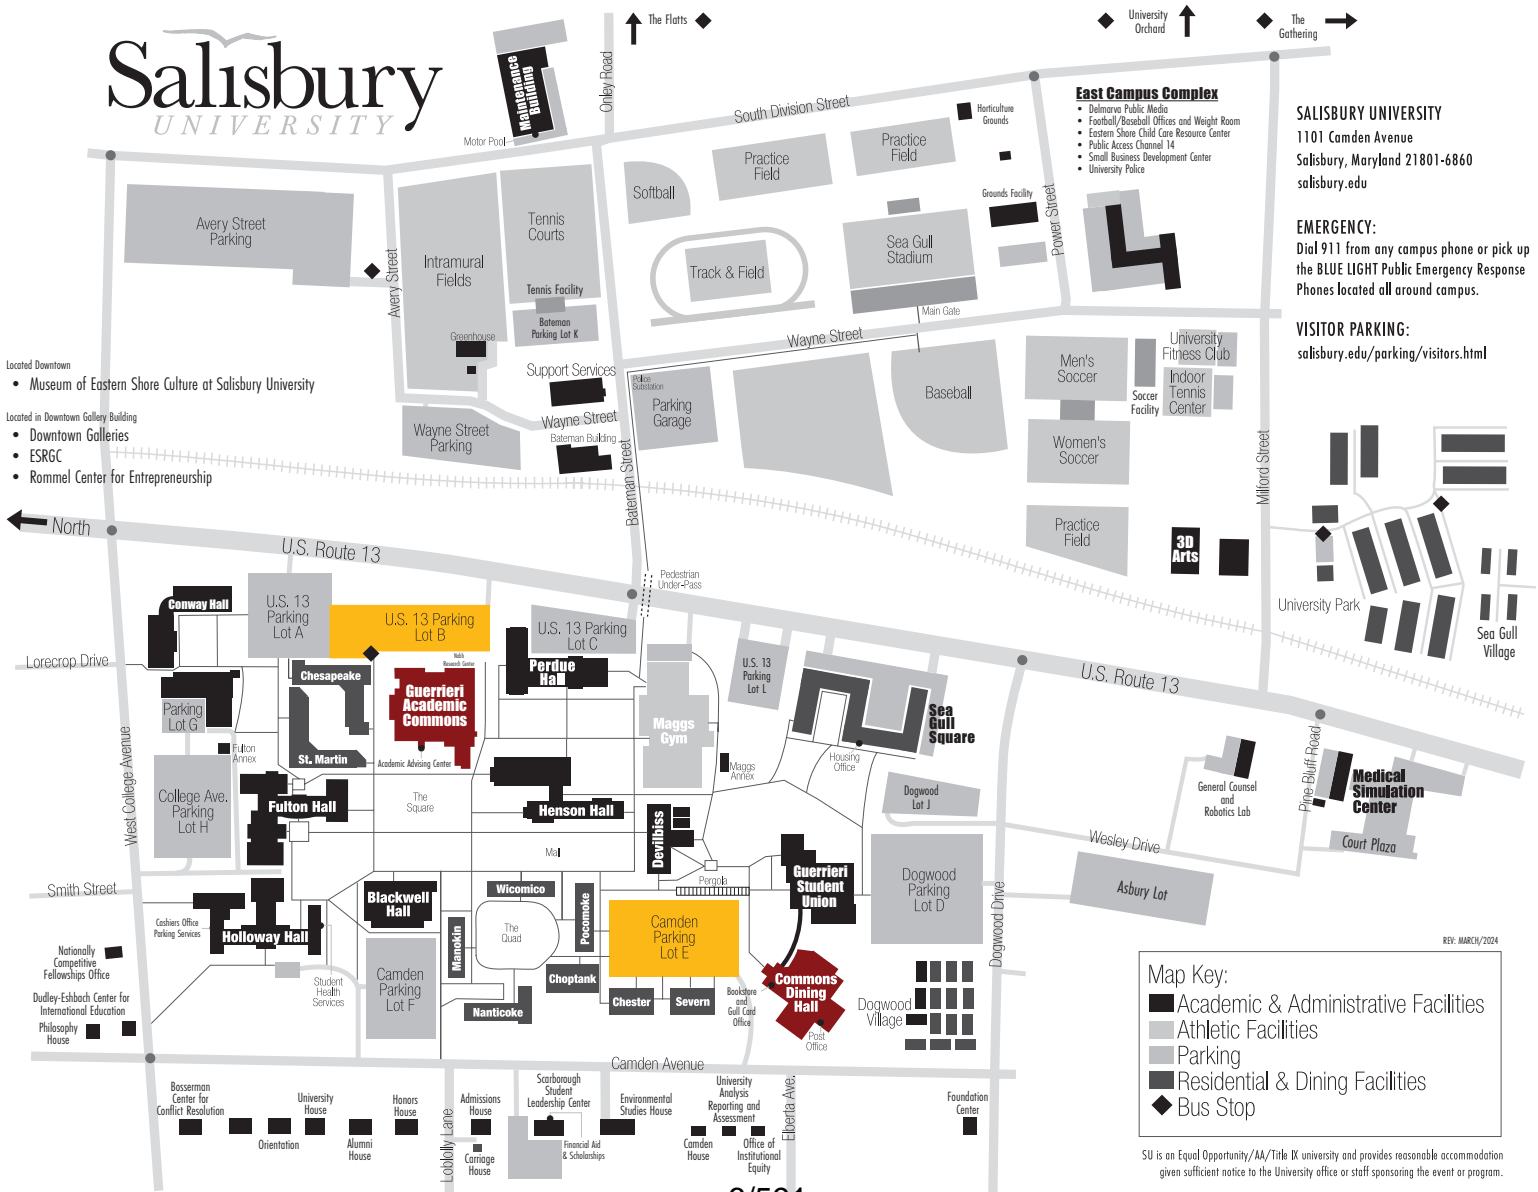 The Flatts
University
Orchard
The
Gathering
Salisbury
UNIVERSITY
Maintenance
Building
Motor Pool
Onley Road
South Division Street
Horticulture
Grounds
East Campus Complex
• Delmarva Public Media
• Football/Baseball Offices and Weight Room
• Eastern Shore Child Care Resource Center
• Public Access Channel 14
• Small Business Development Center
• University Police
SALISBURY UNIVERSITY
1101 Camden Avenue
Salisbury, Maryland 21801-6860
salisbury.edu
EMERGENCY:
Dial 911 from any campus phone or pick up
the BLUE LIGHT Public Emergency Response
Phones located all around campus.
VISITOR PARKING:
salisbury.edu/parking/visitors.html
Practice
Field
Practice
Field
Softball
Avery Street
Parking
Avery Street
Intramural
Fields
Tennis
Courts
Tennis Facility
Bateman
Parking Lot K
Greenhouse
Track & Field
Sea Gull
Stadium
Grounds Facility
Power Street
Main Gate
Wayne Street
Located Downtown
• Museum of Eastern Shore Culture at Salisbury University
Located in Downtown Gallery Building
• Downtown Galleries
• ESRGC
• Rommel Center for Entrepreneurship
Support Services
Wayne Street
Bateman Building
Wayne Street
Parking
Police
Substation
Parking
Garage
Bateman Street
Baseball
Men's
Soccer
Soccer
Facility
University
Fitness Club
Indoor
Tennis
Center
Women's
Soccer
Milford Street
Practice
Field
3D
Arts
University Park
Sea Gull
Village
North
U.S. Route 13
Pedestrian
Under-Pass
Conway Hall
U.S. 13
Parking
Lot A
U.S. 13 Parking
Lot B
U.S. 13 Parking
Lot C
Lorecrop Drive
Chesapeake
Nabb
Research Center
Guerrieri
Academic
Commons
Academic Advising Center
Perdue
Hall
Maggs
Gym
U.S. 13
Parking
Lot L
Sea
Gull
Square
Housing
Office
U.S. Route 13
Parking
Lot G
Fulton
Annex
St. Martin
West College Avenue
College Ave.
Parking
Lot H
Fulton Hall
The
Square
Henson Hall
Maggs
Annex
Devilbiss
Mall
Dogwood
Lot J
General Counsel
and
Robotics Lab
Pine Bluff Road
Medical
Simulation
Center
Court Plaza
Wesley Drive
Asbury Lot
Smith Street
Blackwell
Hall
Wicomico
Pergola
Guerrieri
Student
Union
Dogwood
Parking
Lot D
Dogwood Drive
Cashiers Office
Parking Services
Holloway Hall
Manokin
The
Quad
Pocomoke
Camden
Parking
Lot E
Nationally
Competitive
Fellowships Office
Student
Health
Services
Camden
Parking
Lot F
Choptank
Nanticoke
Chester
Severn
Bookstore
and
Gull Card
Office
Commons
Dining
Hall
Post
Office
Dogwood
Village
Dudley-Eshbach Center for
International Education
Philosophy
House
Camden Avenue
REV: MARCH/2024
Map Key:
Academic & Administrative Facilities
Athletic Facilities
Parking
Residential & Dining Facilities
Bus Stop
Bosserman
Center for
Conflict Resolution
Orientation
University
House
Alumni
House
Honors
House
Loblolly Lane
Admissions
House
Carriage
House
Scarborough
Student
Leadership Center
Financial Aid
& Scholarships
Environmental
Studies House
University
Analysis
Reporting and
Assessment
Camden
House
Office of
Institutional
Equity
Elberta Ave.
Foundation
Center
SU is an Equal Opportunity/AA/Title IX university and provides reasonable accommodation
given sufficient notice to the University office or staff sponsoring the event or program.